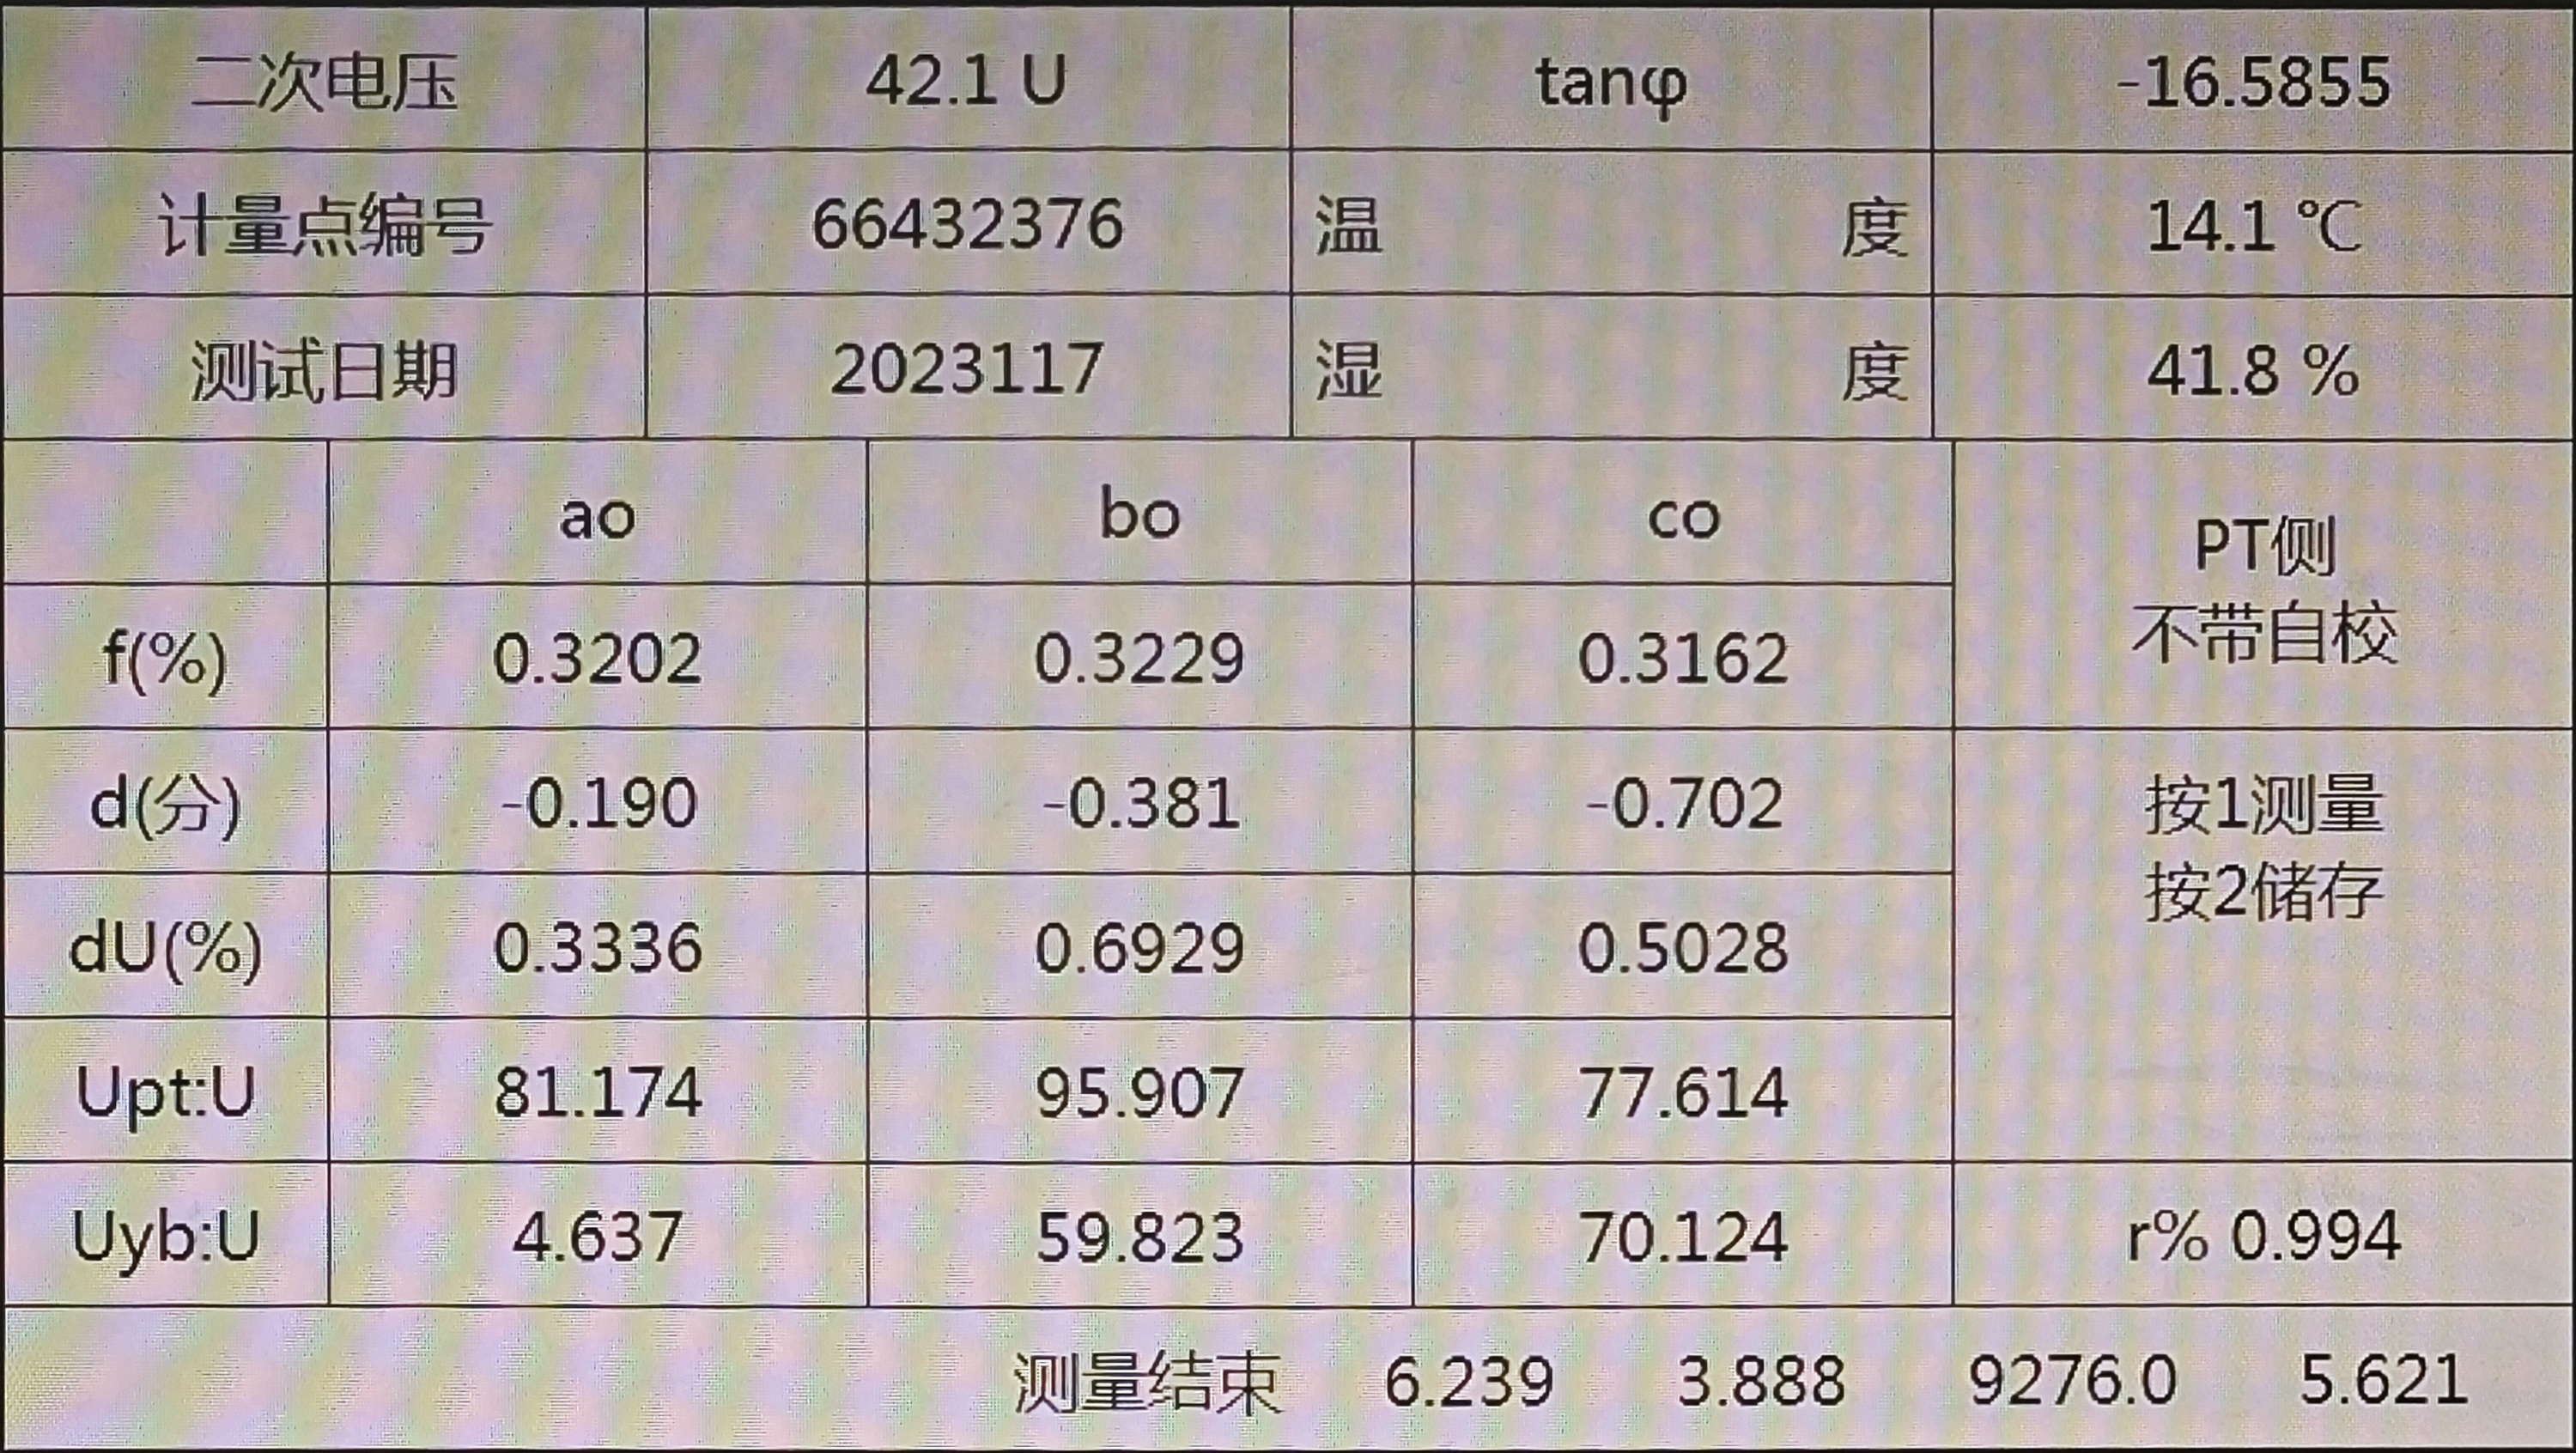 二次电压 42.1 U tanφ -16.5855
计量点编号 66432376 温度 14.1 ℃
测试日期 2023117 湿度 41.8 %
ao bo co PT侧
不带自校
f(%) 0.3202 0.3229 0.3162
d(分) -0.190 -0.381 -0.702 按1测量
按2储存
dU(%) 0.3336 0.6929 0.5028
Upt:U 81.174 95.907 77.614
Uyb:U 4.637 59.823 70.124 r% 0.994
测量结束 6.239 3.888 9276.0 5.621